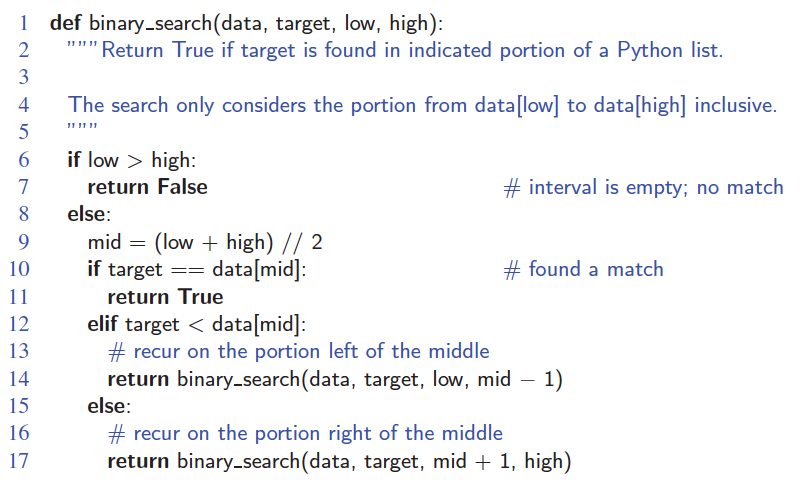 1 def binary_search(data, target, low, high):
2 """Return True if target is found in indicated portion of a Python list.
3
4 The search only considers the portion from data[low] to data[high] inclusive.
5 """
6 if low > high:
7 return False # interval is empty; no match
8 else:
9 mid = (low + high) // 2
10 if target == data[mid]: # found a match
11 return True
12 elif target < data[mid]:
13 # recur on the portion left of the middle
14 return binary_search(data, target, low, mid − 1)
15 else:
16 # recur on the portion right of the middle
17 return binary_search(data, target, mid + 1, high)